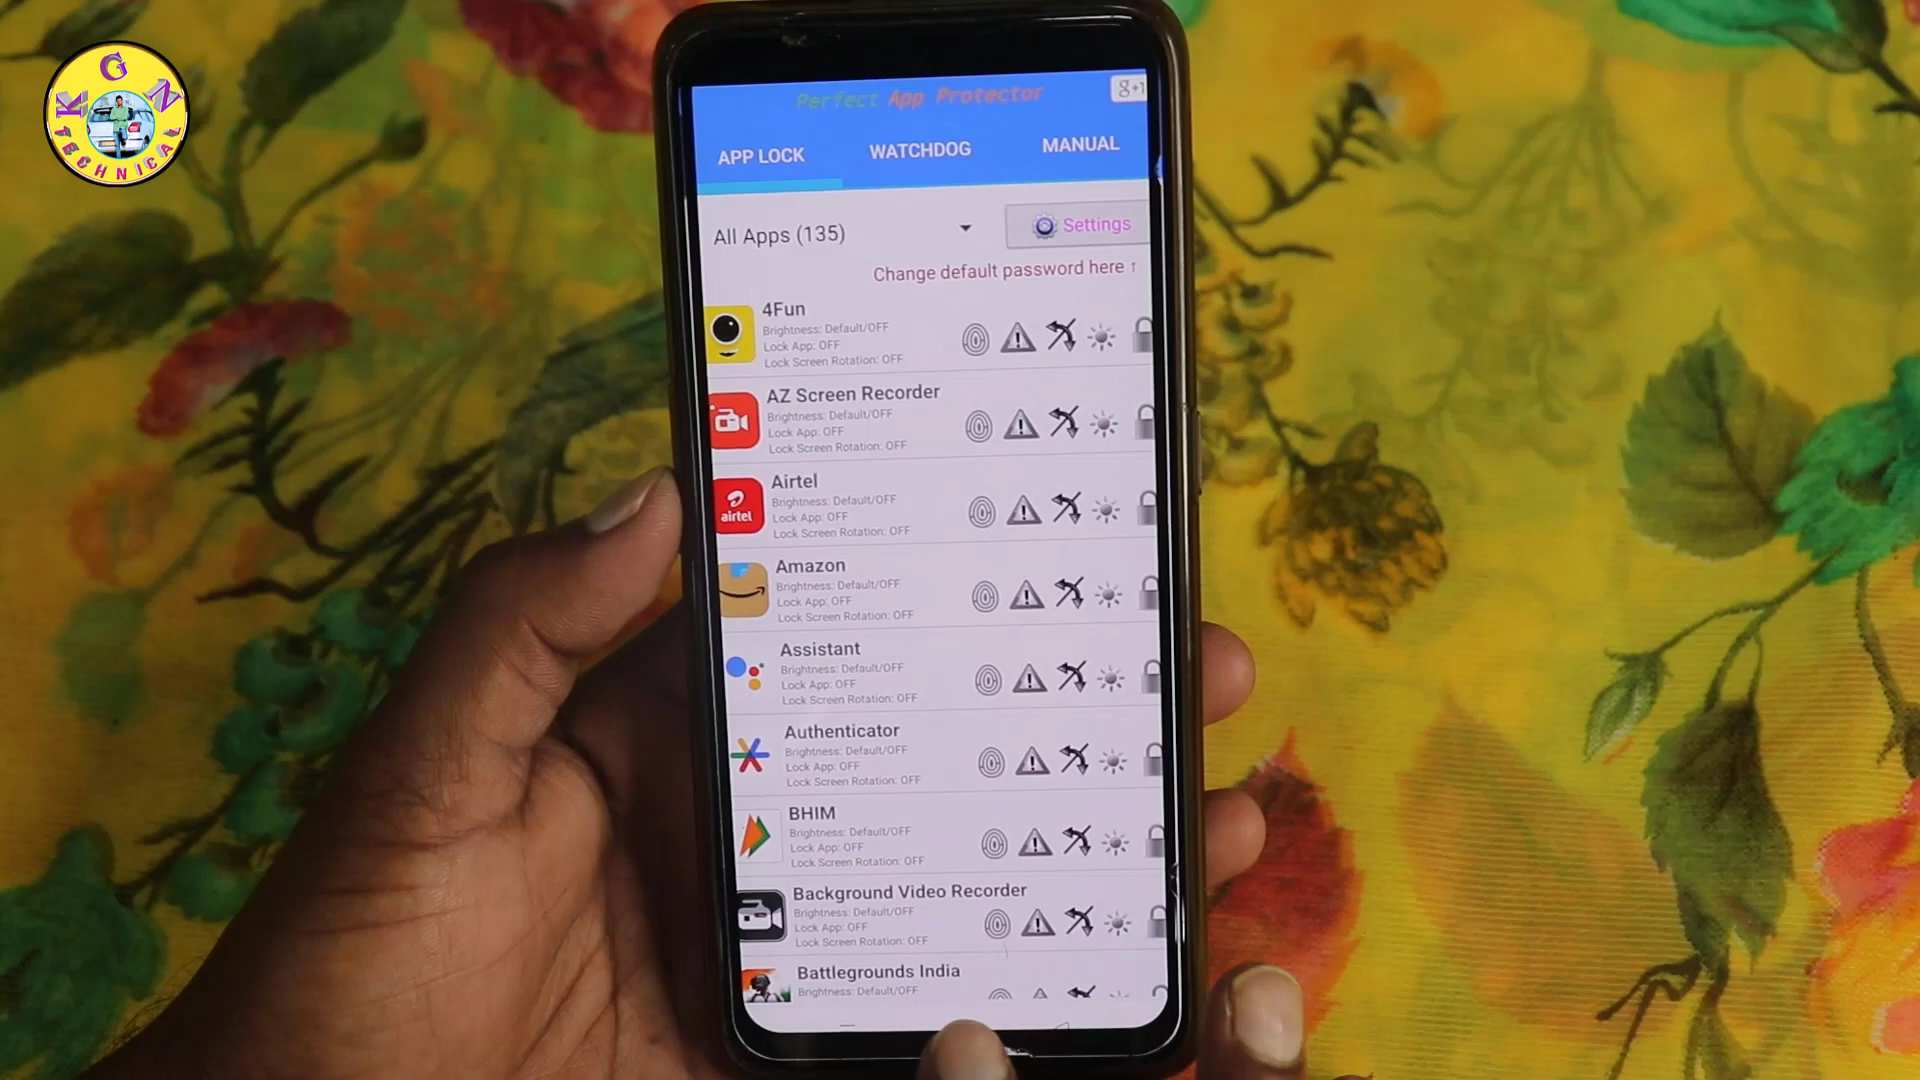 K G N
TECHNICAL
Perfect App Protector
g+1
APP LOCK
WATCHDOG
MANUAL
All Apps (135)
Settings
Change default password here ↑
4Fun
Brightness: Default/OFF
Lock App: OFF
Lock Screen Rotation: OFF
AZ Screen Recorder
Brightness: Default/OFF
Lock App: OFF
Lock Screen Rotation: OFF
airtel
Airtel
Brightness: Default/OFF
Lock App: OFF
Lock Screen Rotation: OFF
Amazon
Brightness: Default/OFF
Lock App: OFF
Lock Screen Rotation: OFF
Assistant
Brightness: Default/OFF
Lock App: OFF
Lock Screen Rotation: OFF
Authenticator
Brightness: Default/OFF
Lock App: OFF
Lock Screen Rotation: OFF
BHIM
Brightness: Default/OFF
Lock App: OFF
Lock Screen Rotation: OFF
Background Video Recorder
Brightness: Default/OFF
Lock App: OFF
Lock Screen Rotation: OFF
Battlegrounds India
Brightness: Default/OFF